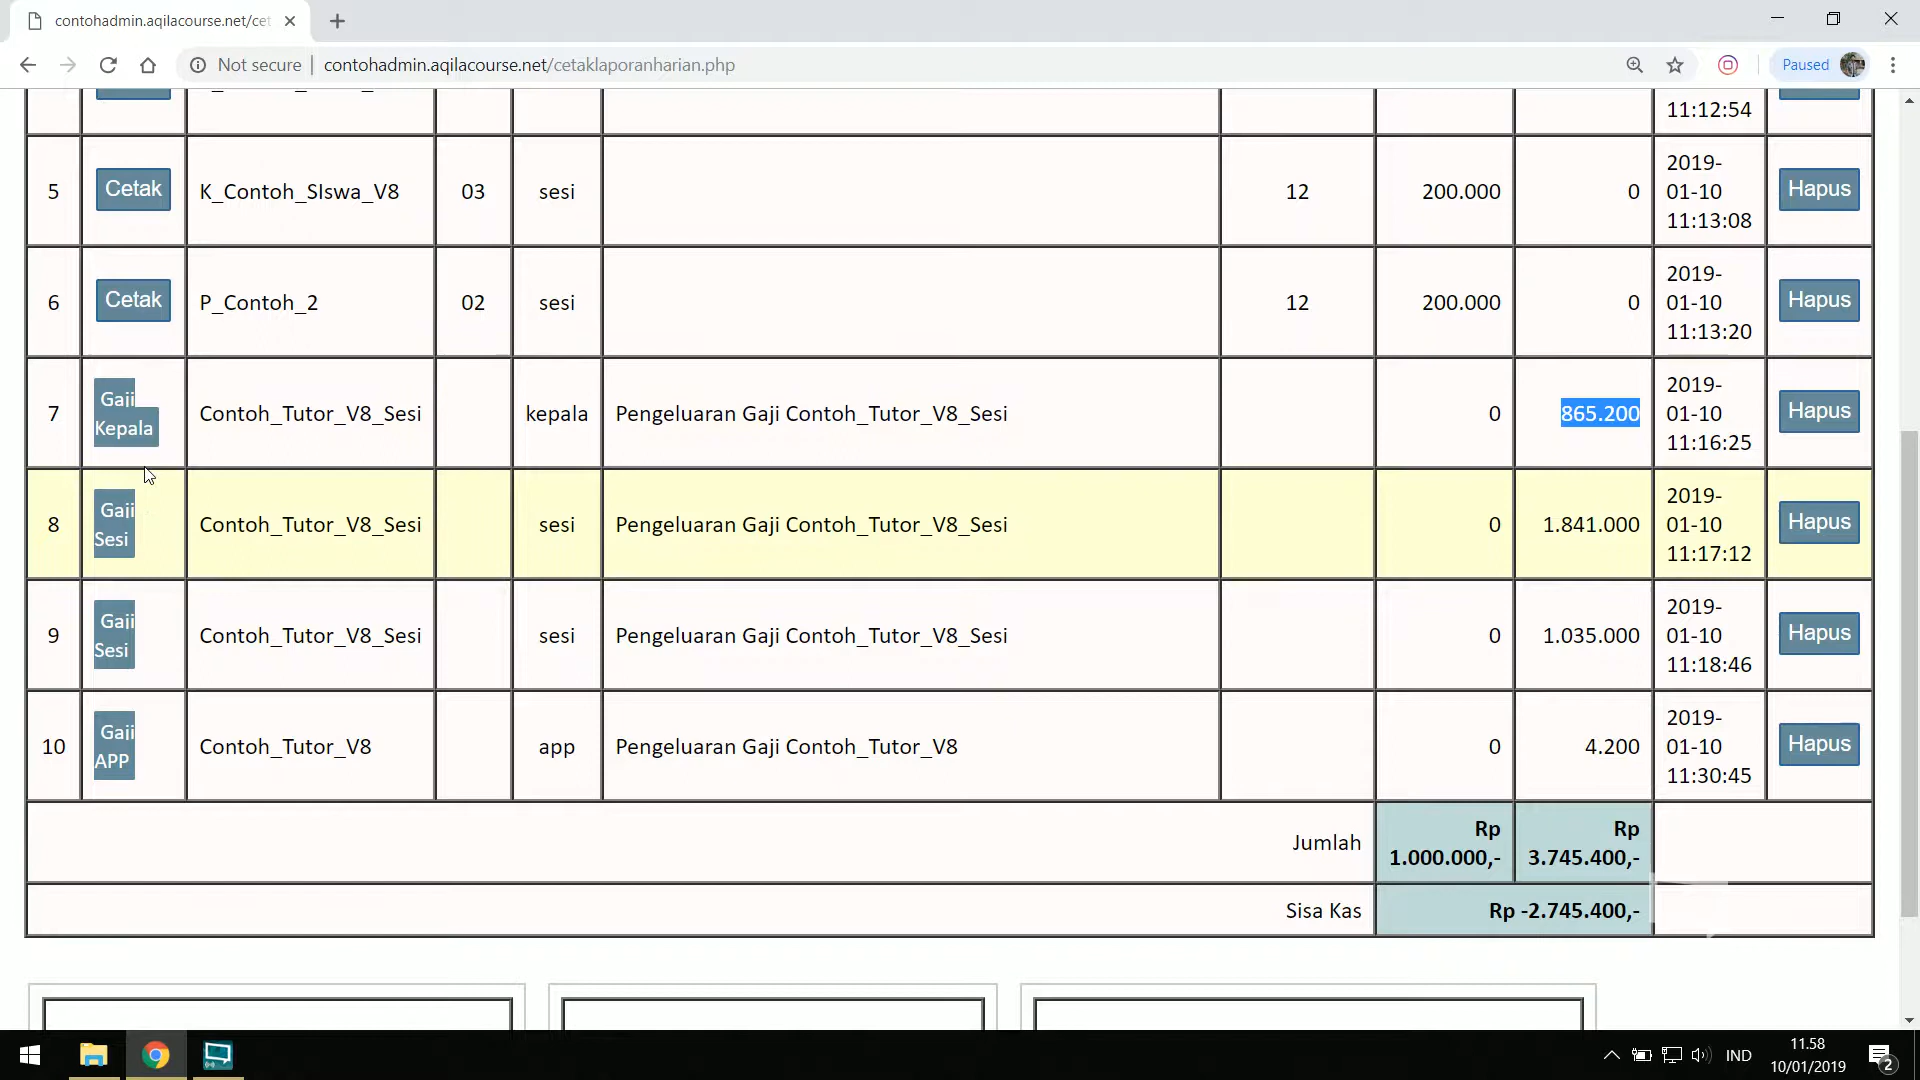 contohadmin.aqilacourse.net/cet
Not secure contohadmin.aqilacourse.net/cetaklaporanharian.php Paused
11:12:54
5 Cetak K_Contoh_SIswa_V8 03 sesi 12 200.000 0 2019-
01-10
11:13:08 Hapus
6 Cetak P_Contoh_2 02 sesi 12 200.000 0 2019-
01-10
11:13:20 Hapus
7 Gaji
Kepala Contoh_Tutor_V8_Sesi kepala Pengeluaran Gaji Contoh_Tutor_V8_Sesi 0 865.200 2019-
01-10
11:16:25 Hapus
8 Gaji
Sesi Contoh_Tutor_V8_Sesi sesi Pengeluaran Gaji Contoh_Tutor_V8_Sesi 0 1.841.000 2019-
01-10
11:17:12 Hapus
9 Gaji
Sesi Contoh_Tutor_V8_Sesi sesi Pengeluaran Gaji Contoh_Tutor_V8_Sesi 0 1.035.000 2019-
01-10
11:18:46 Hapus
10 Gaji
APP Contoh_Tutor_V8 app Pengeluaran Gaji Contoh_Tutor_V8 0 4.200 2019-
01-10
11:30:45 Hapus
Jumlah Rp
1.000.000,- Rp
3.745.400,-
Sisa Kas Rp -2.745.400,-
IND 11.58
10/01/2019 2